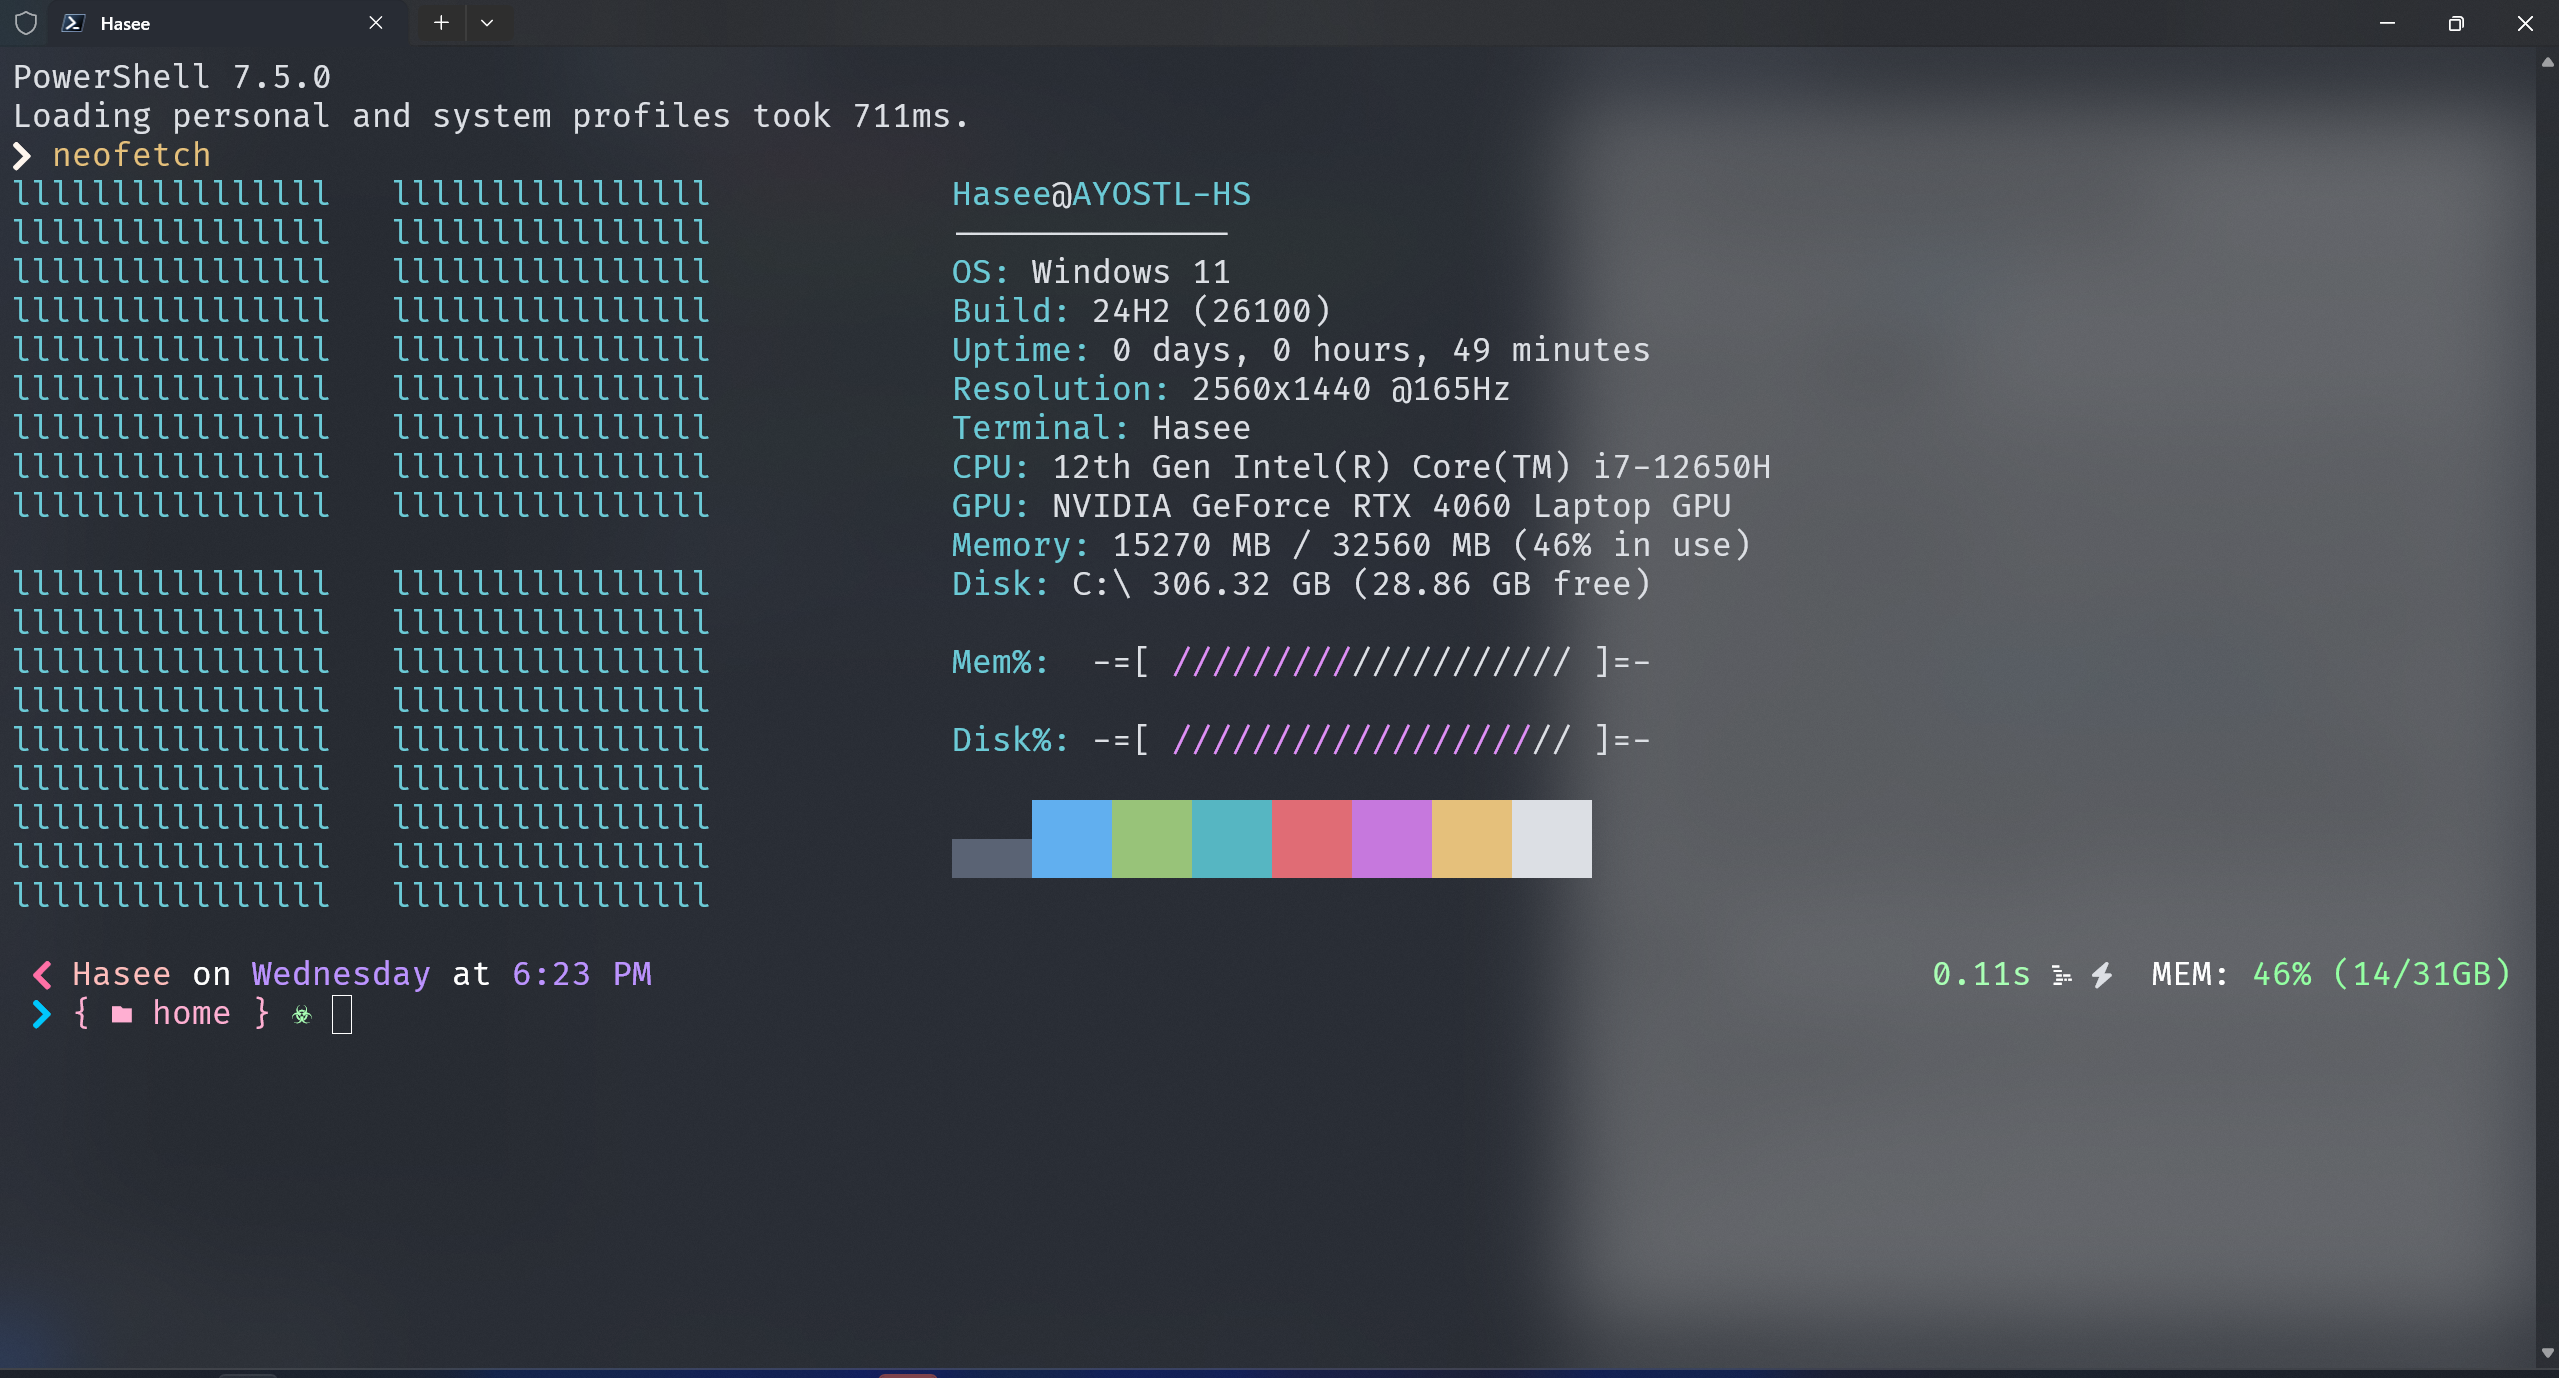 Hasee
PowerShell 7.5.0
Loading personal and system profiles took 711ms.
❯ neofetch
llllllllllllllll   llllllllllllllll            Hasee@AYOSTL-HS
llllllllllllllll   llllllllllllllll
llllllllllllllll   llllllllllllllll            OS: Windows 11
llllllllllllllll   llllllllllllllll            Build: 24H2 (26100)
llllllllllllllll   llllllllllllllll            Uptime: 0 days, 0 hours, 49 minutes
llllllllllllllll   llllllllllllllll            Resolution: 2560x1440 @165Hz
llllllllllllllll   llllllllllllllll            Terminal: Hasee
llllllllllllllll   llllllllllllllll            CPU: 12th Gen Intel(R) Core(TM) i7-12650H
llllllllllllllll   llllllllllllllll            GPU: NVIDIA GeForce RTX 4060 Laptop GPU
Memory: 15270 MB / 32560 MB (46% in use)
llllllllllllllll   llllllllllllllll            Disk: C:\ 306.32 GB (28.86 GB free)
llllllllllllllll   llllllllllllllll
llllllllllllllll   llllllllllllllll            Mem%:  -=[ //////////////////// ]=-
llllllllllllllll   llllllllllllllll
llllllllllllllll   llllllllllllllll            Disk%: -=[ //////////////////// ]=-
llllllllllllllll   llllllllllllllll
llllllllllllllll   llllllllllllllll
llllllllllllllll   llllllllllllllll
llllllllllllllll   llllllllllllllll
❮ Hasee on Wednesday at 6:23 PM 0.11s MEM: 46% (14/31GB)
❯ { home } ☣